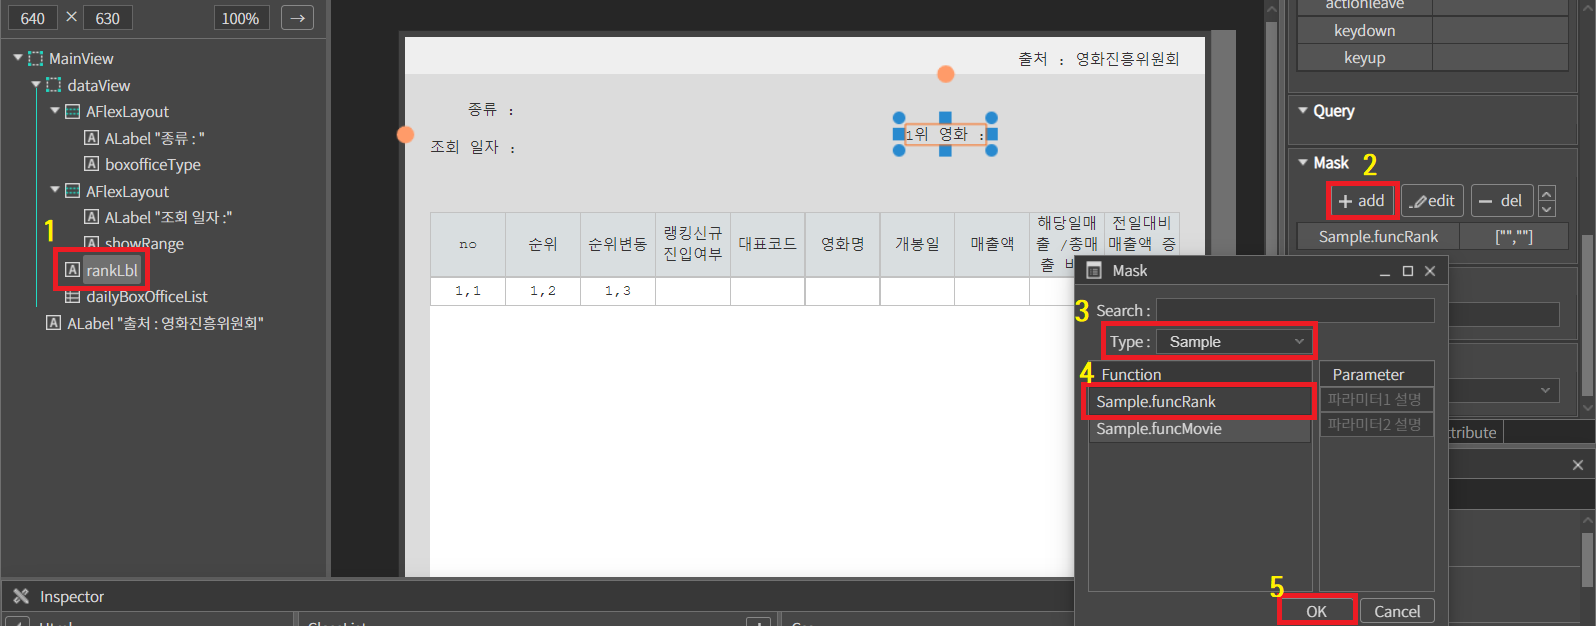 640 × 630 100% →
MainView
dataView
AFlexLayout
ALabel "종류 : "
boxofficeType
AFlexLayout
ALabel "조회 일자 :"
1
showRange
rankLbl
dailyBoxOfficeList
ALabel "출처 : 영화진흥위원회"
출처 : 영화진흥위원회
종류 :
조회 일자 :
1위 영화 :
no 순위 순위변동 랭킹신규 진입여부 대표코드 영화명 개봉일 매출액 해당일매 출 /총매 출 전일대비 매출액 증
1,1 1,2 1,3
actionleave
keydown
keyup
Query
Mask 2
+ add edit - del
Sample.funcRank ["",""]
Mask
3 Search :
Type : Sample
4 Function Parameter
Sample.funcRank 파라미터1 설명
Sample.funcMovie 파라미터2 설명
5
OK Cancel
Inspector